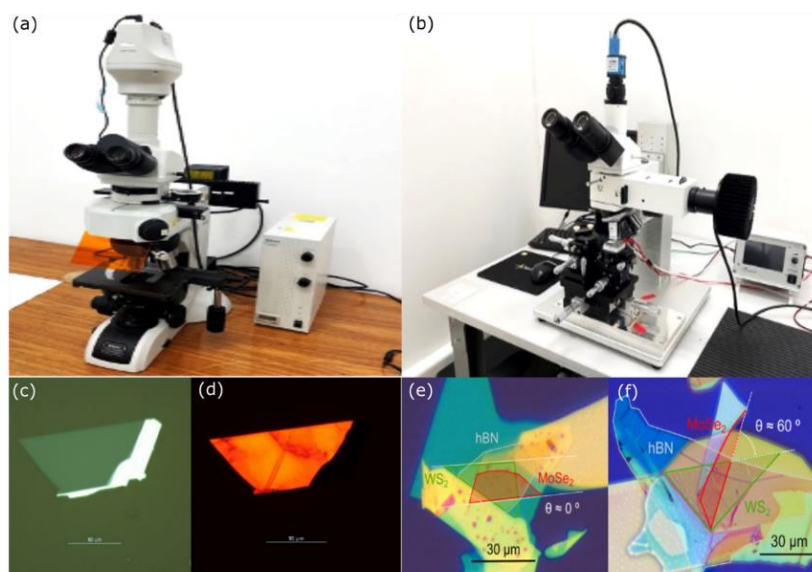 (a)
(b)
(c)
(d)
(e)
(f)
hBN
WS₂
MoSe₂
θ ≈ 0 °
30 μm
MoSe₂
θ ≈ 60 °
hBN
WS₂
30 μm